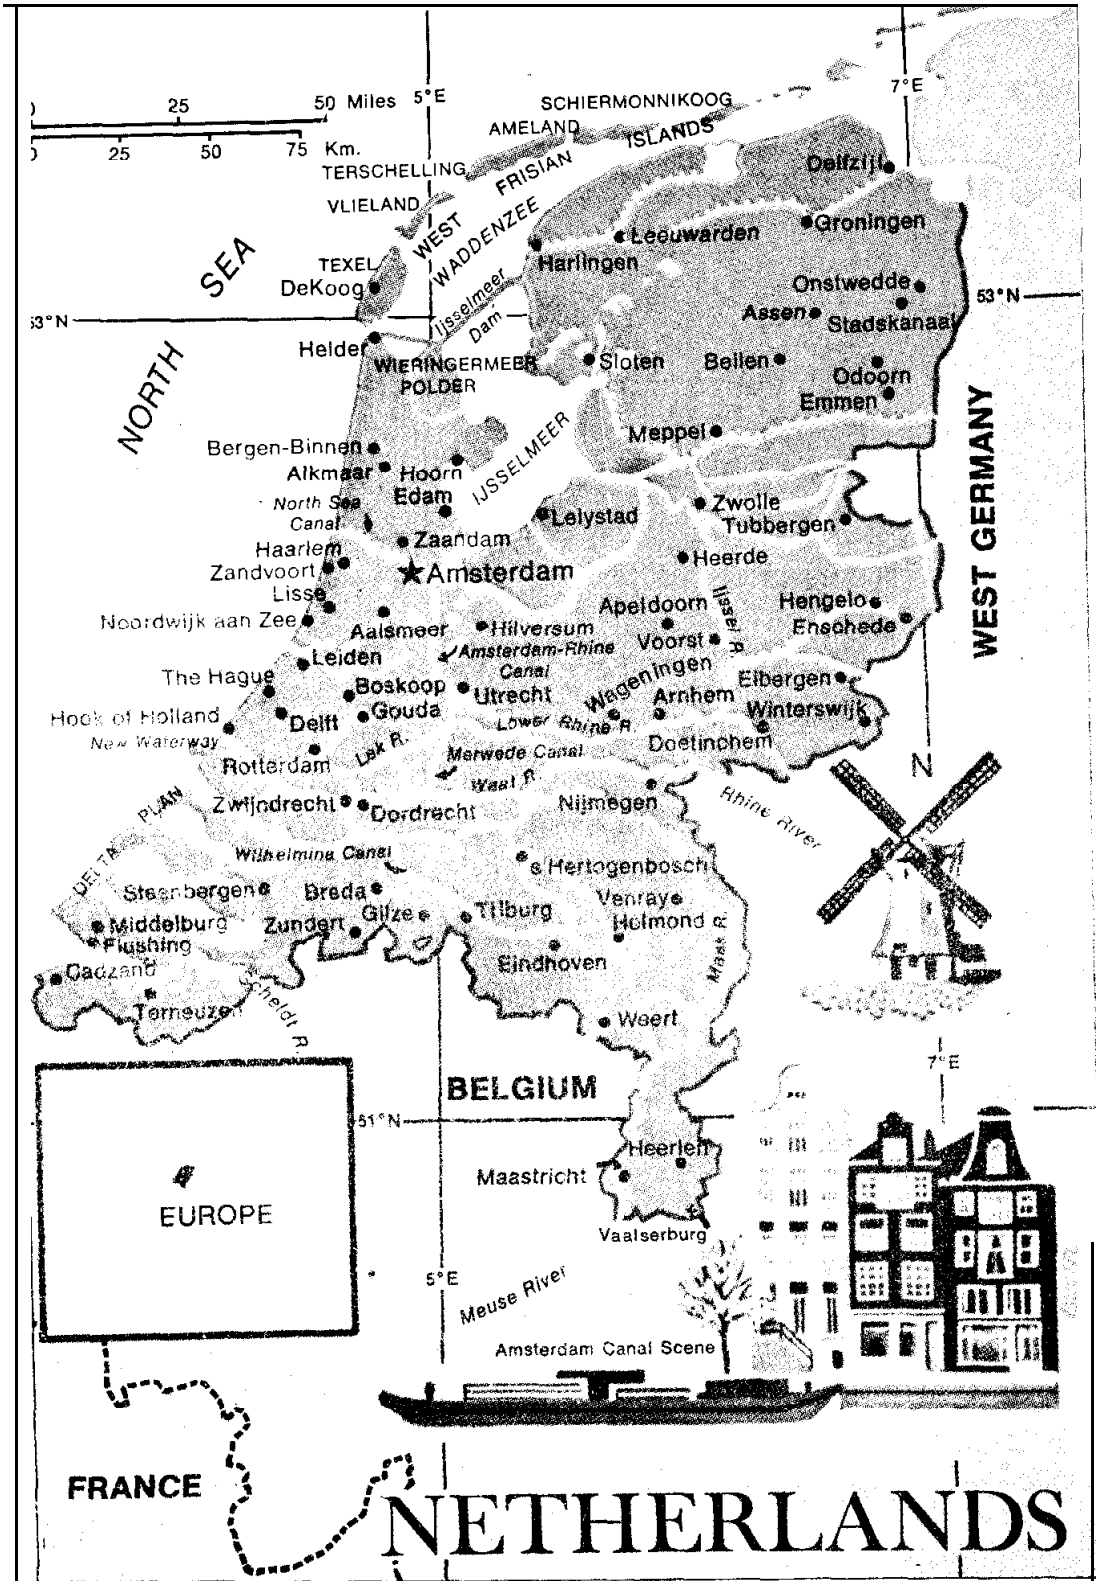 25
50 Miles
5°E
7°E
25
50
75
Km.
SCHIERMONNIKOOG
AMELAND
TERSCHELLING
VLIELAND
TEXEL
WEST FRISIAN ISLANDS
WADDENZEE
NORTH SEA
Delfzijl
Groningen
Leeuwarden
Harlingen
DeKoog
Ijsselmeer
Dam
Onstwedde
53°N
53°N
Assen
Stadskanaal
Helder
WIERINGERMEER
POLDER
Sloten
Beilen
Odoorn
Emmen
WEST GERMANY
Meppel
IJSSELMEER
Bergen-Binnen
Alkmaar
Hoorn
Edam
North Sea
Canal
Lelystad
Zwolle
Tubbergen
Zaandam
Haarlem
Zandvoort
Amsterdam
Heerde
Lisse
Noordwijk aan Zee
Aalsmeer
Hilversum
Apeldoorn
Ijssel R.
Hengelo
Enschede
Voorst
Amsterdam-Rhine
Canal
Leiden
The Hague
Boskoop
Utrecht
Wageningen
Arnhem
Eibergen
Winterswijk
Hook of Holland
New Waterway
Delft
Gouda
Lower Rhine R.
Doetinchem
Rotterdam
Lek R.
Merwede Canal
Waal R.
N
Zwijndrecht
Dordrecht
Nijmegen
Rhine River
DELTA PLAN
Wilhelmina Canal
Hertogenbosch
Steenbergen
Breda
Gilze
Tilburg
Venraye
Helmond
Maas R.
Middelburg
Flushing
Zundert
Eindhoven
Cadzand
Terneuzen
Scheldt R.
Weert
BELGIUM
7°E
51°N
Heerlen
Maastricht
Vaalserburg
EUROPE
5°E
Meuse River
Amsterdam Canal Scene
FRANCE
NETHERLANDS